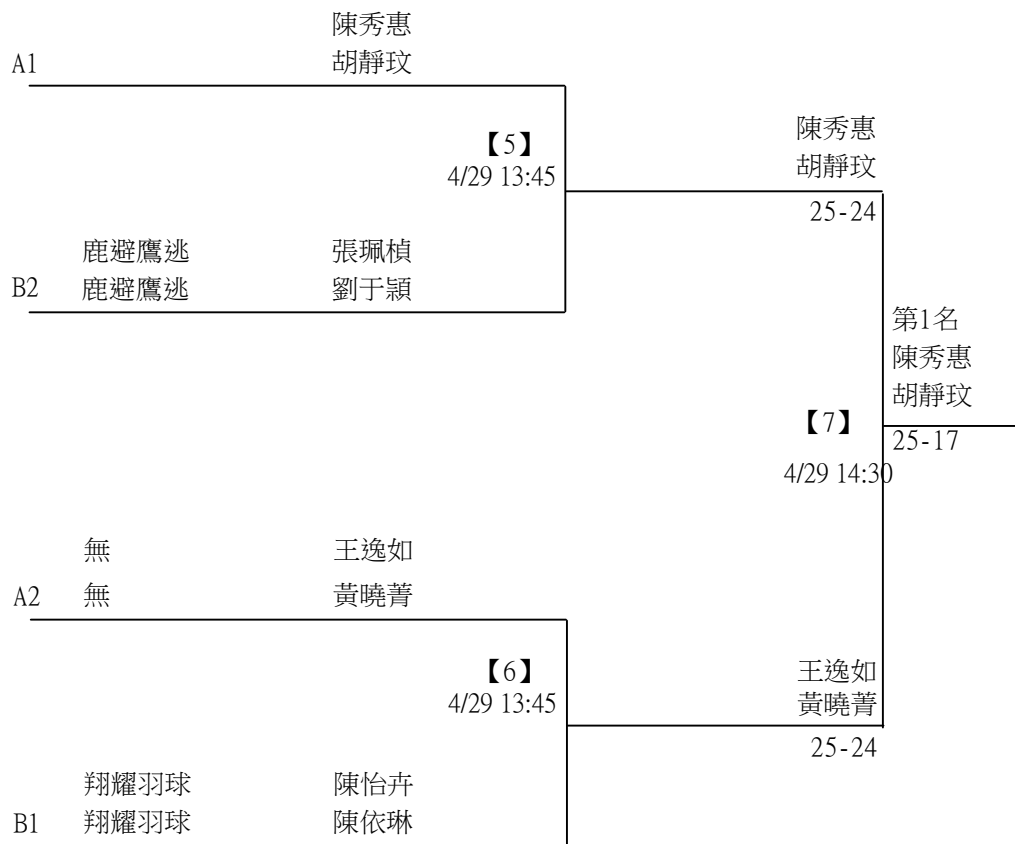 陳秀惠
A1 胡靜玟
【5】
4/29 13:45
陳秀惠
胡靜玟
25-24
鹿避鷹逃 張珮楨
B2 鹿避鷹逃 劉于頴
第1名
陳秀惠
胡靜玟
【7】
25-17
4/29 14:30
無 王逸如
A2 無 黃曉菁
【6】
4/29 13:45
王逸如
黃曉菁
25-24
翔耀羽球 陳怡卉
B1 翔耀羽球 陳依琳